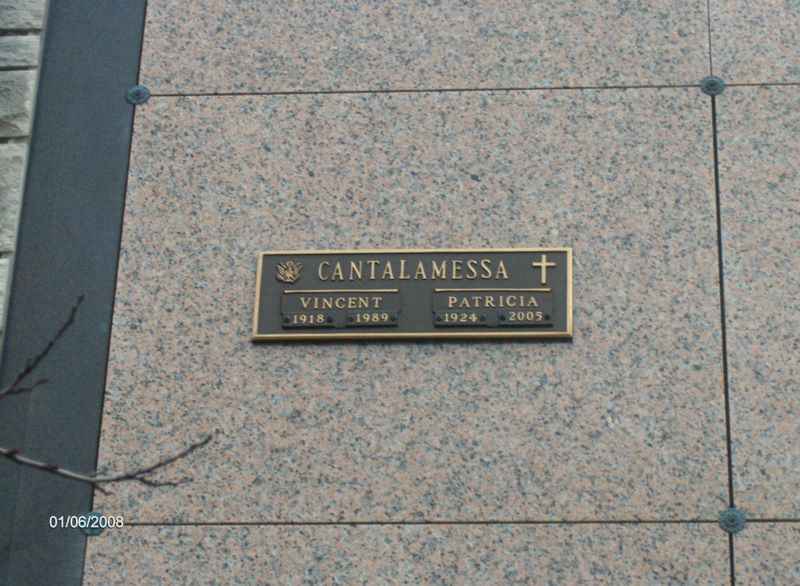 CANTALAMESSA
VINCENT
1918 1989
PATRICIA
1924 2005
01/06/2008